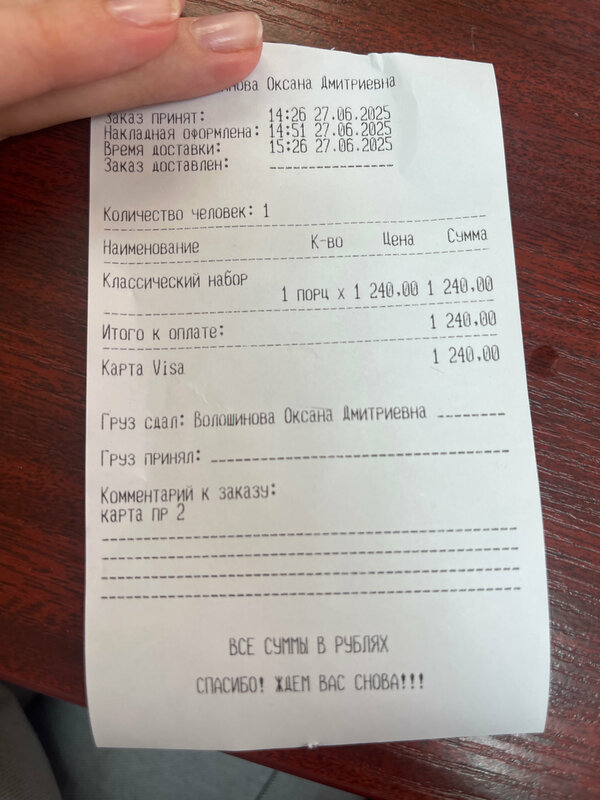 Оксана Дмитриевна
Заказ принят: 14:26 27.06.2025
Накладная оформлена: 14:51 27.06.2025
Время доставки: 15:26 27.06.2025
Заказ доставлен: ---------------
Количество человек: 1
Наименование К-во Цена Сумма
Классический набор
1 порц x 1 240,00 1 240,00
Итого к оплате: 1 240,00
Карта Visa 1 240,00
Груз сдал: Волошинова Оксана Дмитриевна --------
Груз принял: ----------------------------------
Комментарий к заказу:
карта пр 2
ВСЕ СУММЫ В РУБЛЯХ
СПАСИБО! ЖДЕМ ВАС СНОВА!!!